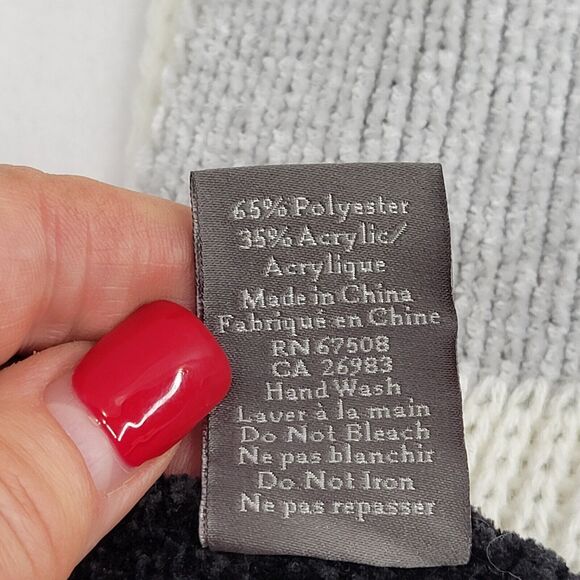 65% Polyester
35% Acrylic/
Acrylique
Made in China
Fabriqué en Chine
RN 67508
CA 26983
Hand Wash
Laver à la main
Do Not Bleach
Ne pas blanchir
Do Not Iron
Ne pas repasser